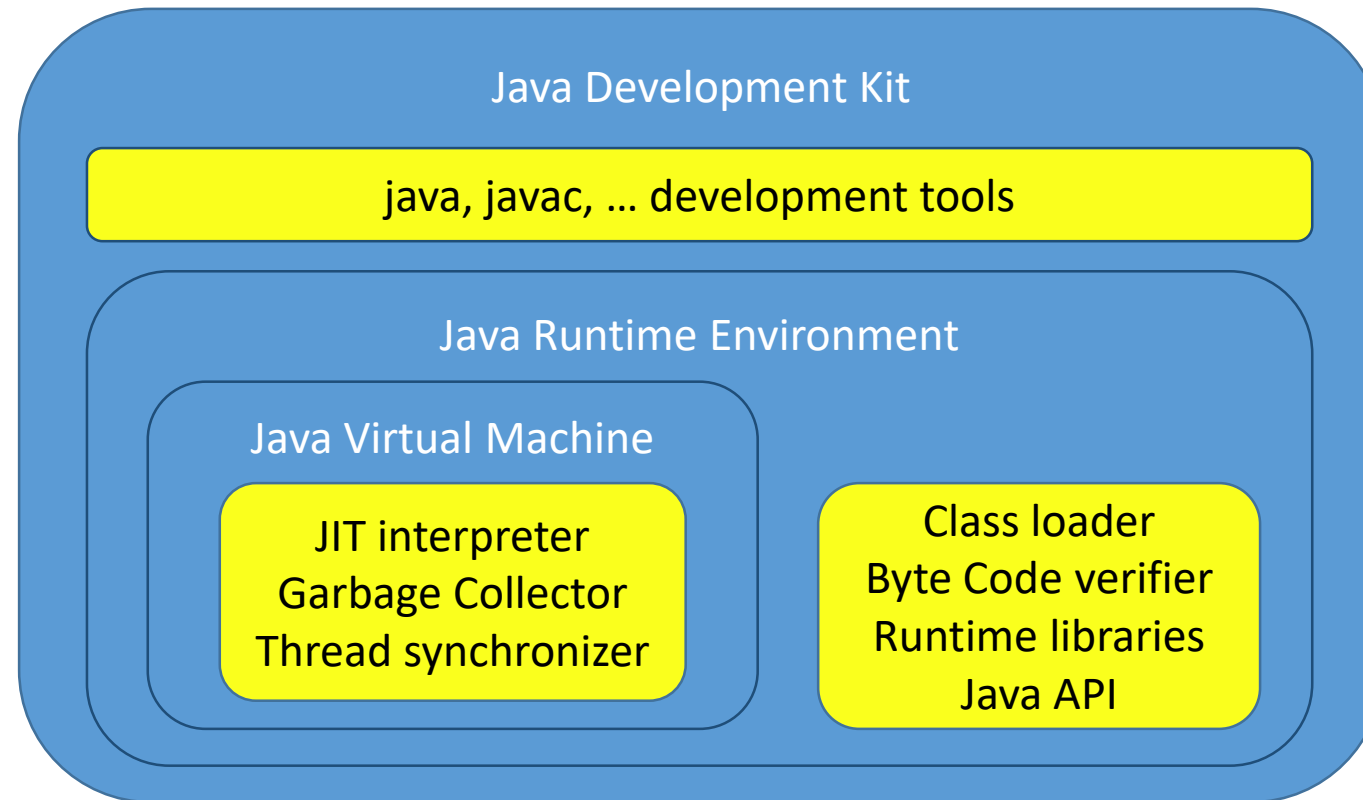 Java Development Kit
java, javac, … development tools
Java Runtime Environment
Java Virtual Machine
JIT interpreter
Garbage Collector
Thread synchronizer
Class loader
Byte Code verifier
Runtime libraries
Java API